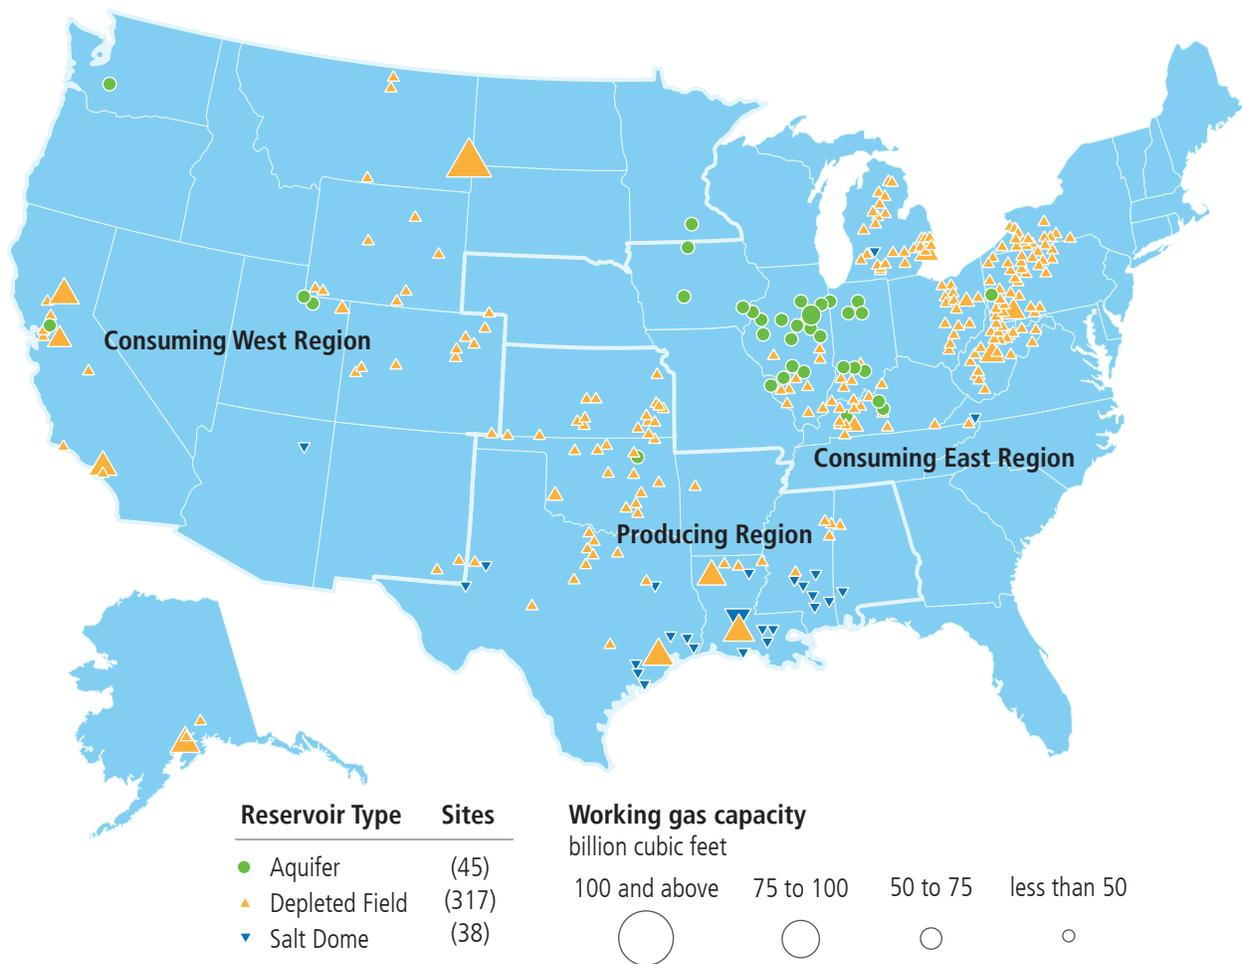 Consuming West Region
Consuming East Region
Producing Region
Reservoir Type Sites
Aquifer (45)
Depleted Field (317)
Salt Dome (38)
Working gas capacity
billion cubic feet
100 and above 75 to 100 50 to 75 less than 50